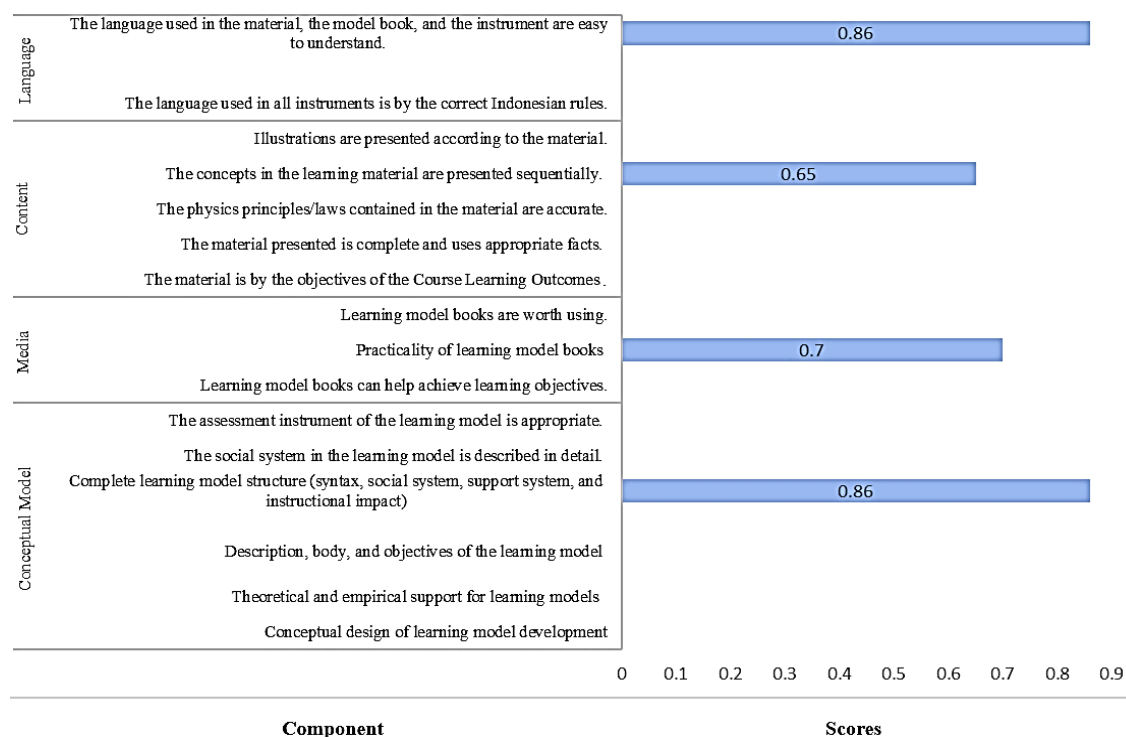 Language
The language used in the material, the model book, and the instrument are easy
to understand.
0.86
The language used in all instruments is by the correct Indonesian rules.
Content
Illustrations are presented according to the material.
The concepts in the learning material are presented sequentially.
0.65
The physics principles/laws contained in the material are accurate.
The material presented is complete and uses appropriate facts.
The material is by the objectives of the Course Learning Outcomes.
Media
Learning model books are worth using.
Practicality of learning model books
0.7
Learning model books can help achieve learning objectives.
Conceptual Model
The assessment instrument of the learning model is appropriate.
The social system in the learning model is described in detail.
Complete learning model structure (syntax, social system, support system, and
instructional impact)
0.86
Description, body, and objectives of the learning model
Theoretical and empirical support for learning models
Conceptual design of learning model development
0 0.1 0.2 0.3 0.4 0.5 0.6 0.7 0.8 0.9
Component
Scores